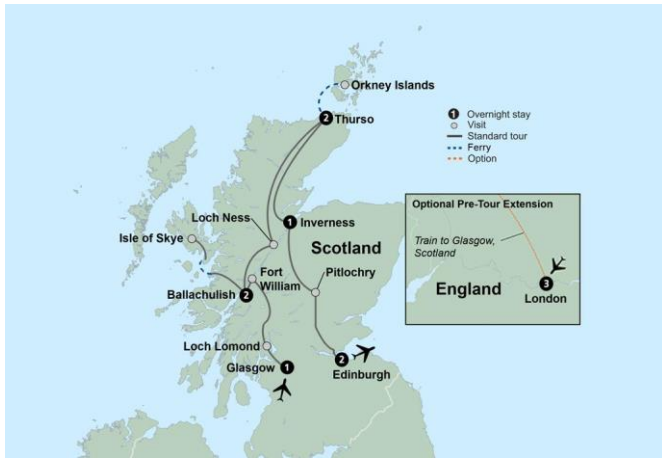 Orkney Islands
2 Thurso
1 Overnight stay
Visit
Standard tour
Ferry
Option
Loch Ness
1 Inverness
Isle of Skye
Scotland
Fort
William
Pitlochry
Ballachulish 2
Loch Lomond
Glasgow 1
2
Edinburgh
Optional Pre-Tour Extension
Train to Glasgow,
Scotland
England
3
London